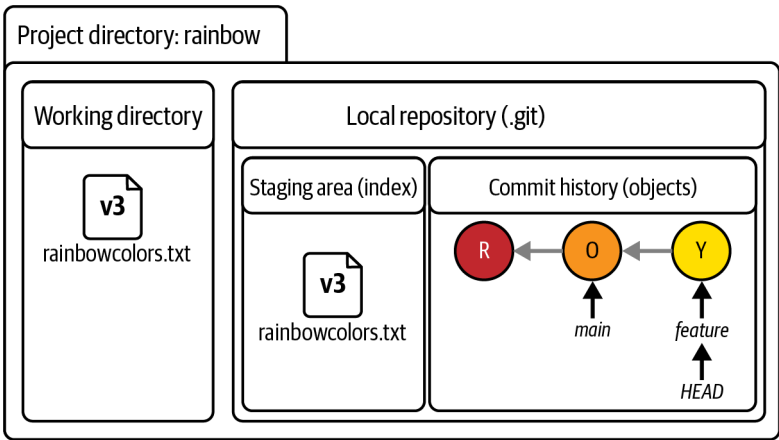 Project directory: rainbow
Working directory
v3
rainbowcolors.txt
Local repository (.git)
Staging area (index)
v3
rainbowcolors.txt
Commit history (objects)
R
O
Y
main
feature
HEAD